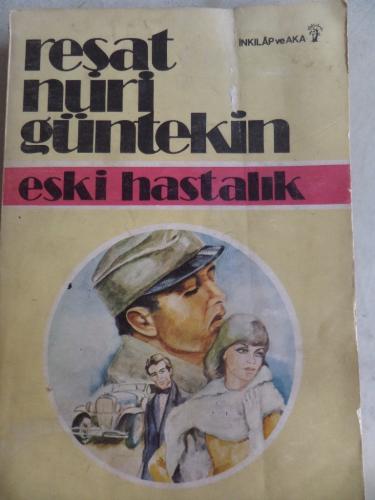 reşat
nuri
güntekin
İNKILÂP ve AKA
eski hastalık